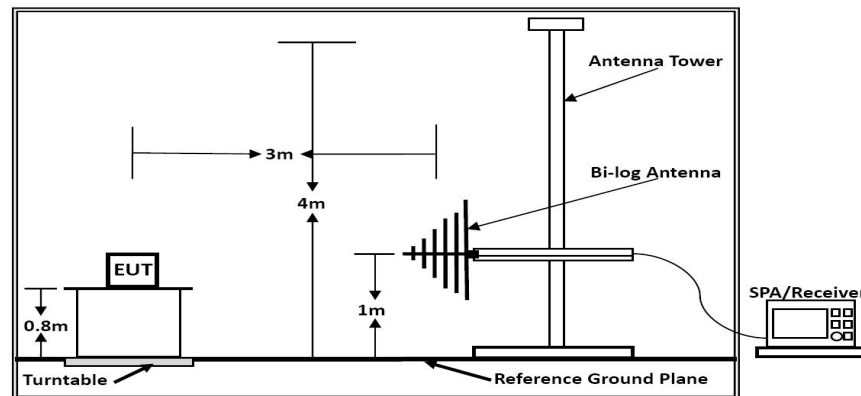 Antenna Tower
3m
Bi-log Antenna
4m
EUT
SPA/Receiver
0.8m
1m
Turntable
Reference Ground Plane